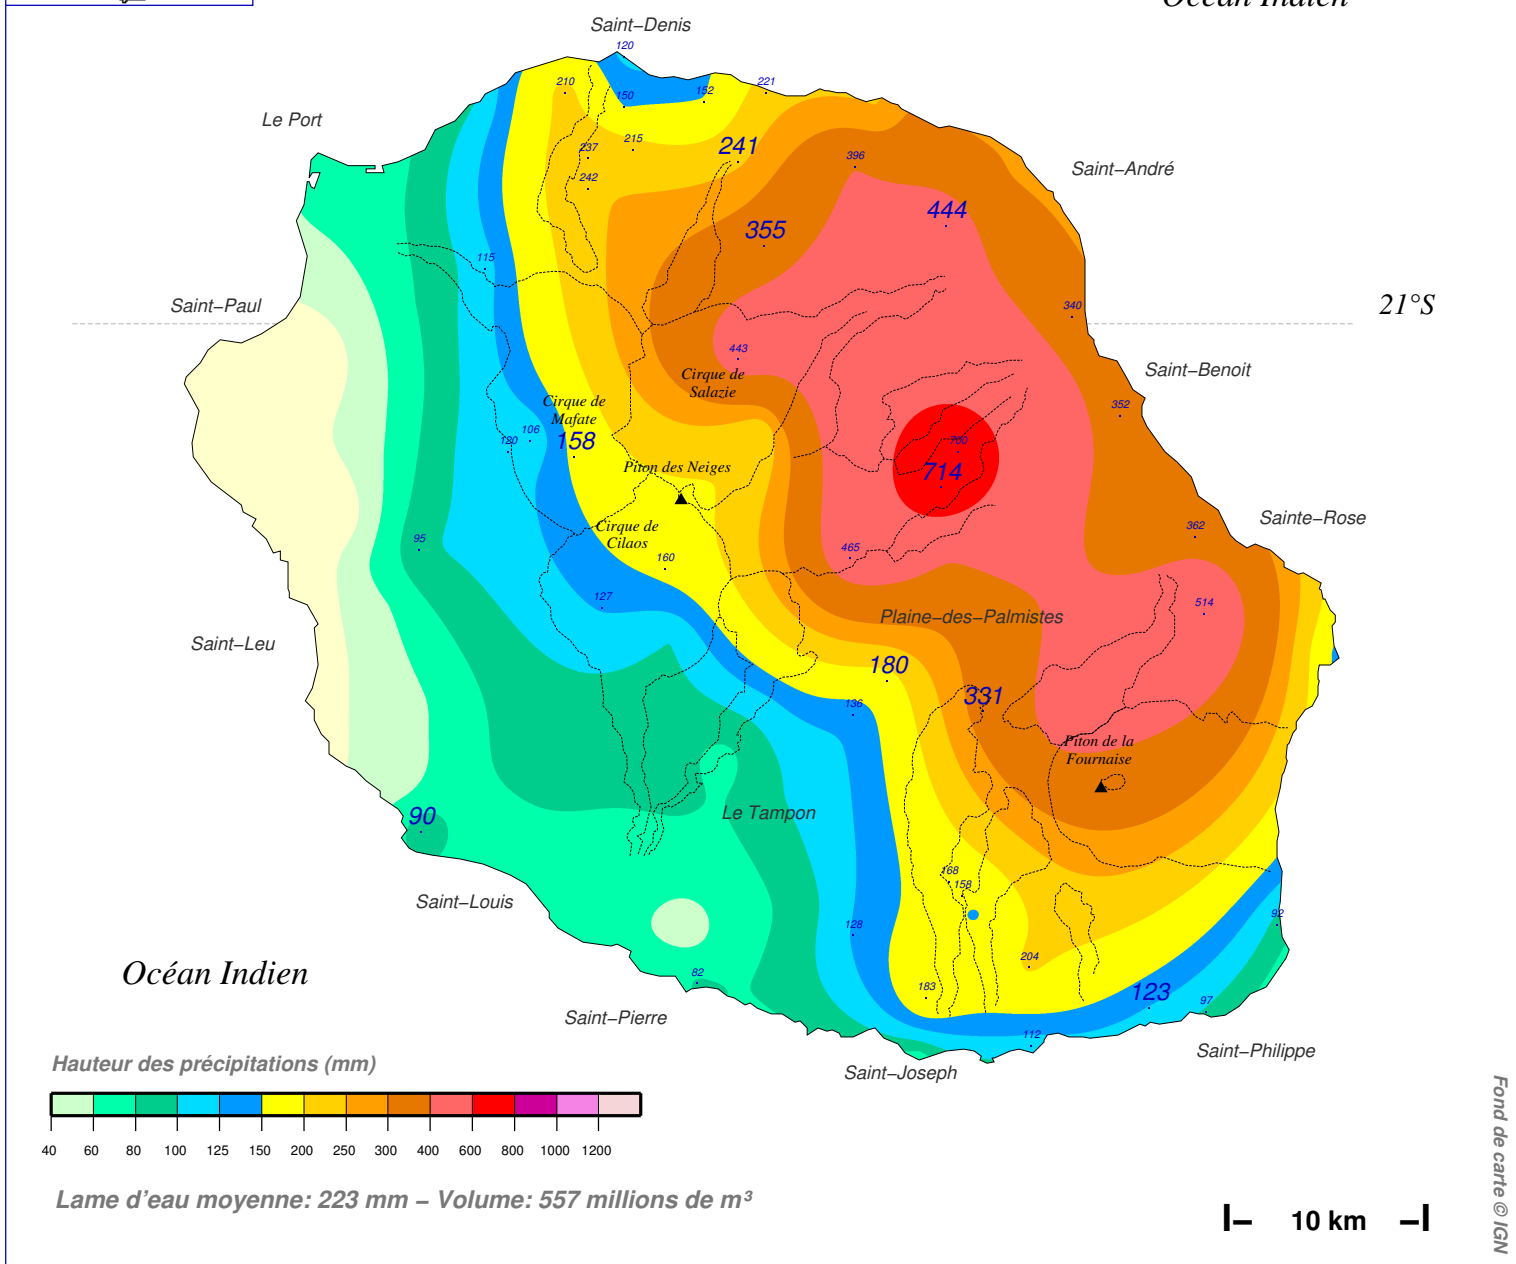 Océan Indien
Saint–Denis
120
210
221
150
152
Le Port
237
215
241
396
Saint–André
242
444
355
115
Saint–Paul
340
21°S
443
Saint–Benoit
Cirque de
Salazie
Cirque de
Mafate
352
106
120
158
700
714
Piton des Neiges
Cirque de
Cilaos
Sainte–Rose
362
95
465
160
127
514
Plaine–des–Palmistes
Saint–Leu
180
331
136
Piton de la
Fournaise
90
Le Tampon
168
158
Saint–Louis
92
128
204
Océan Indien
82
183
123
97
Saint–Pierre
112
Saint–Joseph
Saint–Philippe
Hauteur des précipitations (mm)
40 60 80 100 125 150 200 250 300 400 600 800 1000 1200
Lame d'eau moyenne: 223 mm – Volume: 557 millions de m³
10 km
Fond de carte © IGN